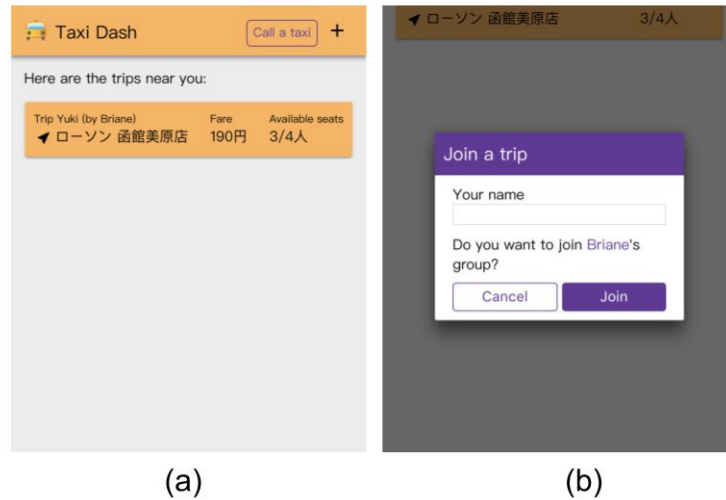 Taxi Dash
Call a taxi +
Here are the trips near you:
Trip Yuki (by Briane) Fare Available seats
ローソン 函館美原店 190円 3/4人
(a)
ローソン 函館美原店 3/4人
Join a trip
Your name
Do you want to join Briane's
group?
Cancel Join
(b)